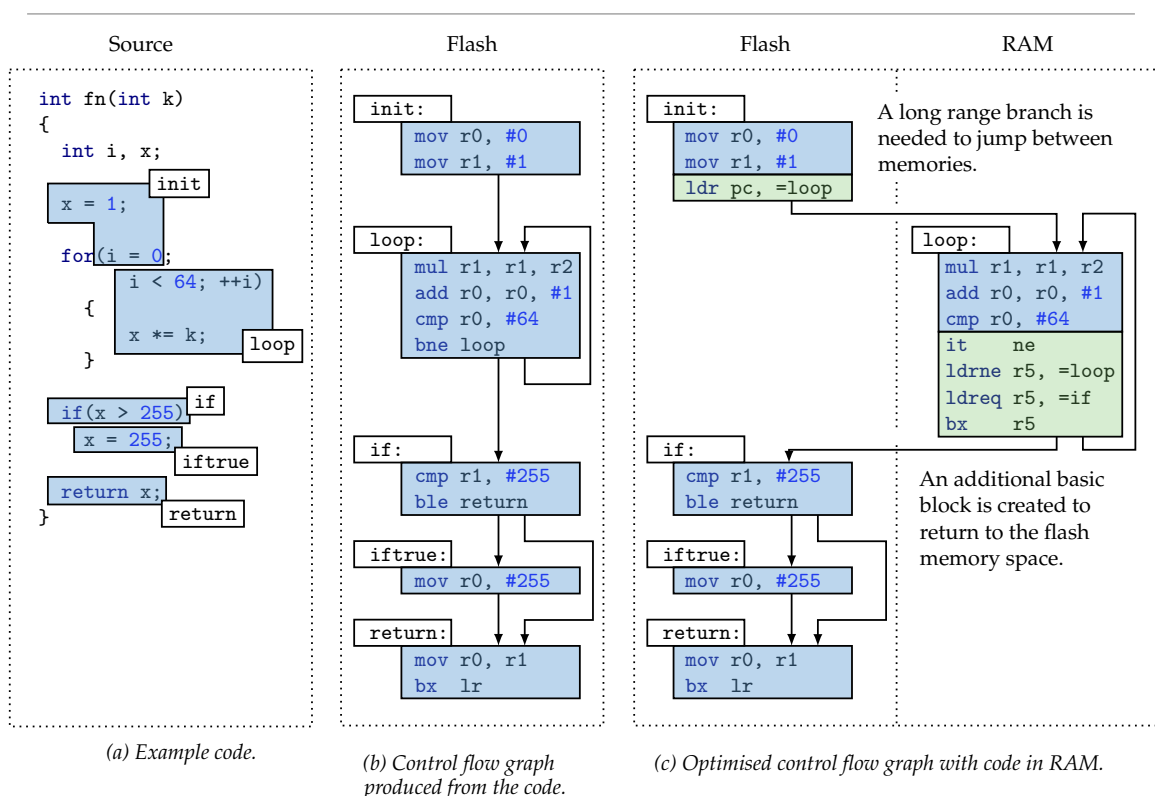 Source
int fn(int k)
{
int i, x;
init
x = 1;
for(i = 0;
i < 64; ++i)
{
x *= k;
loop
}
if
if(x > 255)
x = 255;
iftrue
return x;
return
}
(a) Example code.
Flash
init:
mov r0, #0
mov r1, #1
loop:
mul r1, r1, r2
add r0, r0, #1
cmp r0, #64
bne loop
if:
cmp r1, #255
ble return
iftrue:
mov r0, #255
return:
mov r0, r1
bx lr
(b) Control flow graph
produced from the code.
Flash
init:
mov r0, #0
mov r1, #1
ldr pc, =loop
if:
cmp r1, #255
ble return
iftrue:
mov r0, #255
return:
mov r0, r1
bx lr
RAM
A long range branch is
needed to jump between
memories.
loop:
mul r1, r1, r2
add r0, r0, #1
cmp r0, #64
it ne
ldrne r5, =loop
ldreq r5, =if
bx r5
An additional basic
block is created to
return to the flash
memory space.
(c) Optimised control flow graph with code in RAM.